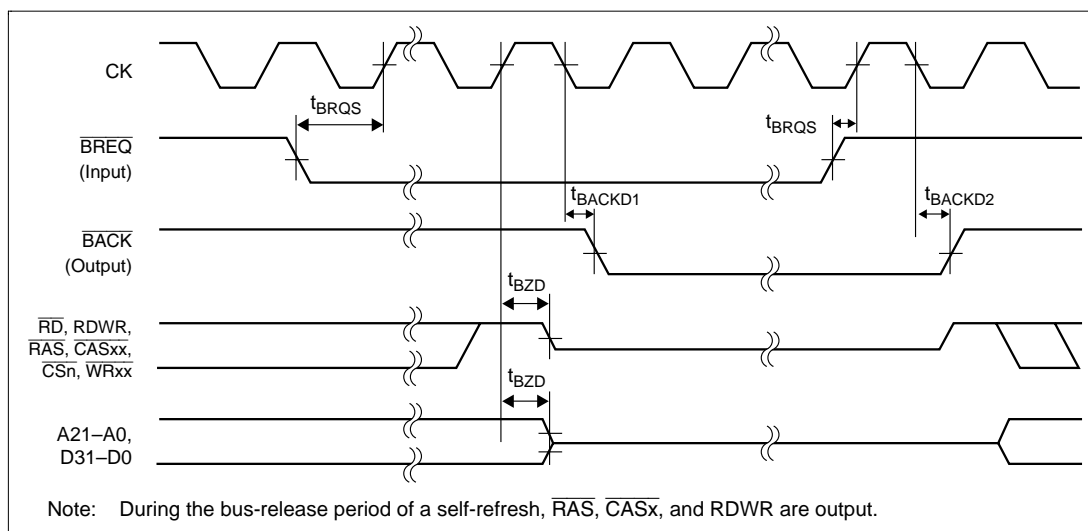 CK
tBRQS
tBRQS
BREQ
(Input)
tBACKD1
tBACKD2
BACK
(Output)
tBZD
RD, RDWR,
RAS, CASxx,
CSn, WRxx
tBZD
A21–A0,
D31–D0
Note: During the bus-release period of a self-refresh, RAS, CASx, and RDWR are output.